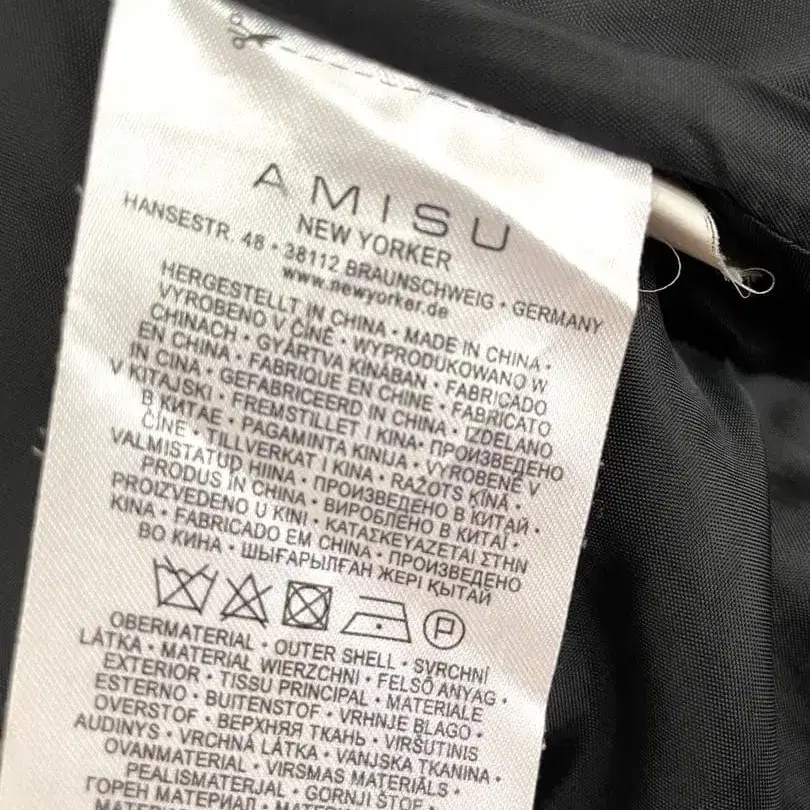 AMISU
NEW YORKER
HANSESTR. 48 • 38112 BRAUNSCHWEIG • GERMANY
www.newyorker.de
HERGESTELLT IN CHINA • MADE IN CHINA •
VYROBENO V ČÍNĚ • WYPRODUKOWANO W
CHINACH • GYÁRTVA KÍNÁBAN • FABRICADO
EN CHINA • FABRIQUE EN CHINE • FABRICATO
IN CINA • GEFABRICEERD IN CHINA • IZDELANO
V KITAJSKI • FREMSTILLET I KINA • ПРОИЗВЕДЕНО
В КИТАЕ • PAGAMINTA KINIJA • VYROBENÉ V
ČÍNE • TILLVERKAT I KINA • RAŽOTS ĶĪNĀ •
VALMISTATUD HIINA • ПРОИЗВЕДЕНО В КИТАЙ •
PRODUS ÎN CHINA • ВИРОБЛЕНО В КИТАЇ •
PROIZVEDENO U KINI • ΚΑΤΑΣΚΕΥΑΖΕΤΑΙ ΣΤΗΝ
ΚΙΝΑ • FABRICADO EM CHINA • ПРОИЗВЕДЕНО
ВО КИНА • ШЫҒАРЫЛҒАН ЖЕРІ ҚЫТАЙ
P
OBERMATERIAL • OUTER SHELL • SVRCHNÍ
LÁTKA • MATERIAŁ WIERZCHNI • FELSŐ ANYAG •
EXTERIOR • TISSU PRINCIPAL • MATERIALE
ESTERNO • BUITENSTOF • VRHNJE BLAGO •
OVERSTOF • ВЕРХНЯЯ ТКАНЬ • VIRŠUTINIS
AUDINYS • VRCHNÁ LÁTKA • VANJSKA TKANINA •
OVANMATERIAL • VIRSMAS MATERIĀLS •
PEALISMATERJAL • GORNJI ŠTOF •
ГОРЕН МАТЕРИАЛ •